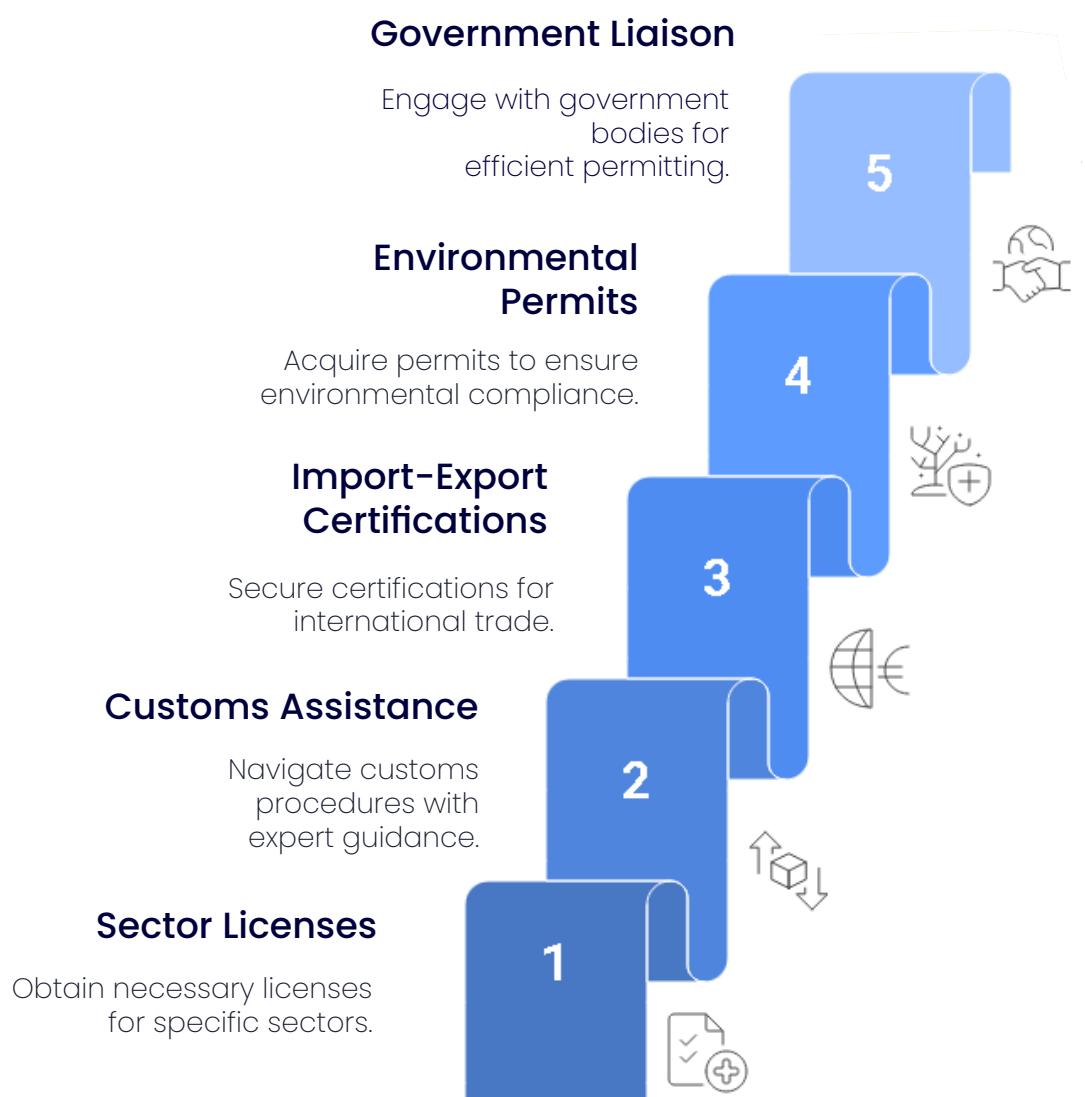 Government Liaison
Engage with government
bodies for
efficient permitting.
5
Environmental
Permits
Acquire permits to ensure
environmental compliance.
4
Import-Export
Certifications
Secure certifications for
international trade.
3
Customs Assistance
Navigate customs
procedures with
expert guidance.
2
Sector Licenses
Obtain necessary licenses
for specific sectors.
1